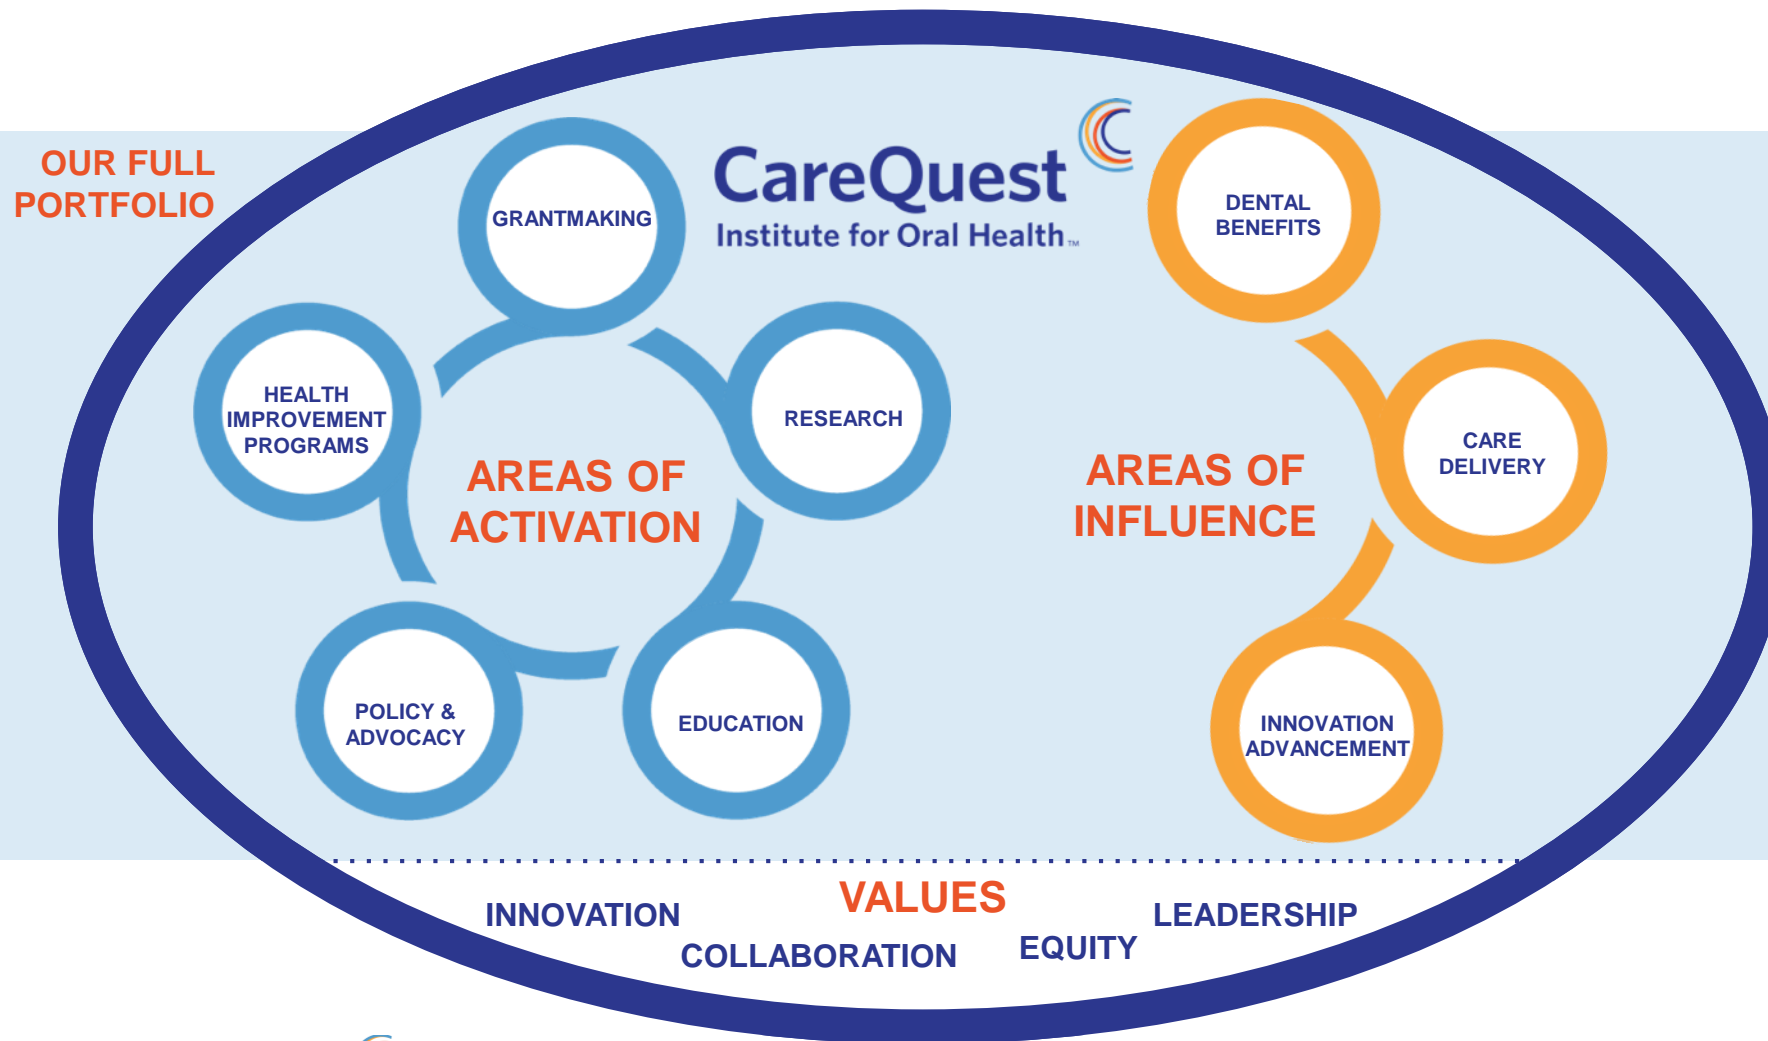 OUR FULL
PORTFOLIO
CareQuest
Institute for Oral Health™
GRANTMAKING
HEALTH
IMPROVEMENT
PROGRAMS
RESEARCH
AREAS OF
ACTIVATION
POLICY &
ADVOCACY
EDUCATION
DENTAL
BENEFITS
CARE
DELIVERY
AREAS OF
INFLUENCE
INNOVATION
ADVANCEMENT
VALUES
INNOVATION
COLLABORATION
EQUITY
LEADERSHIP